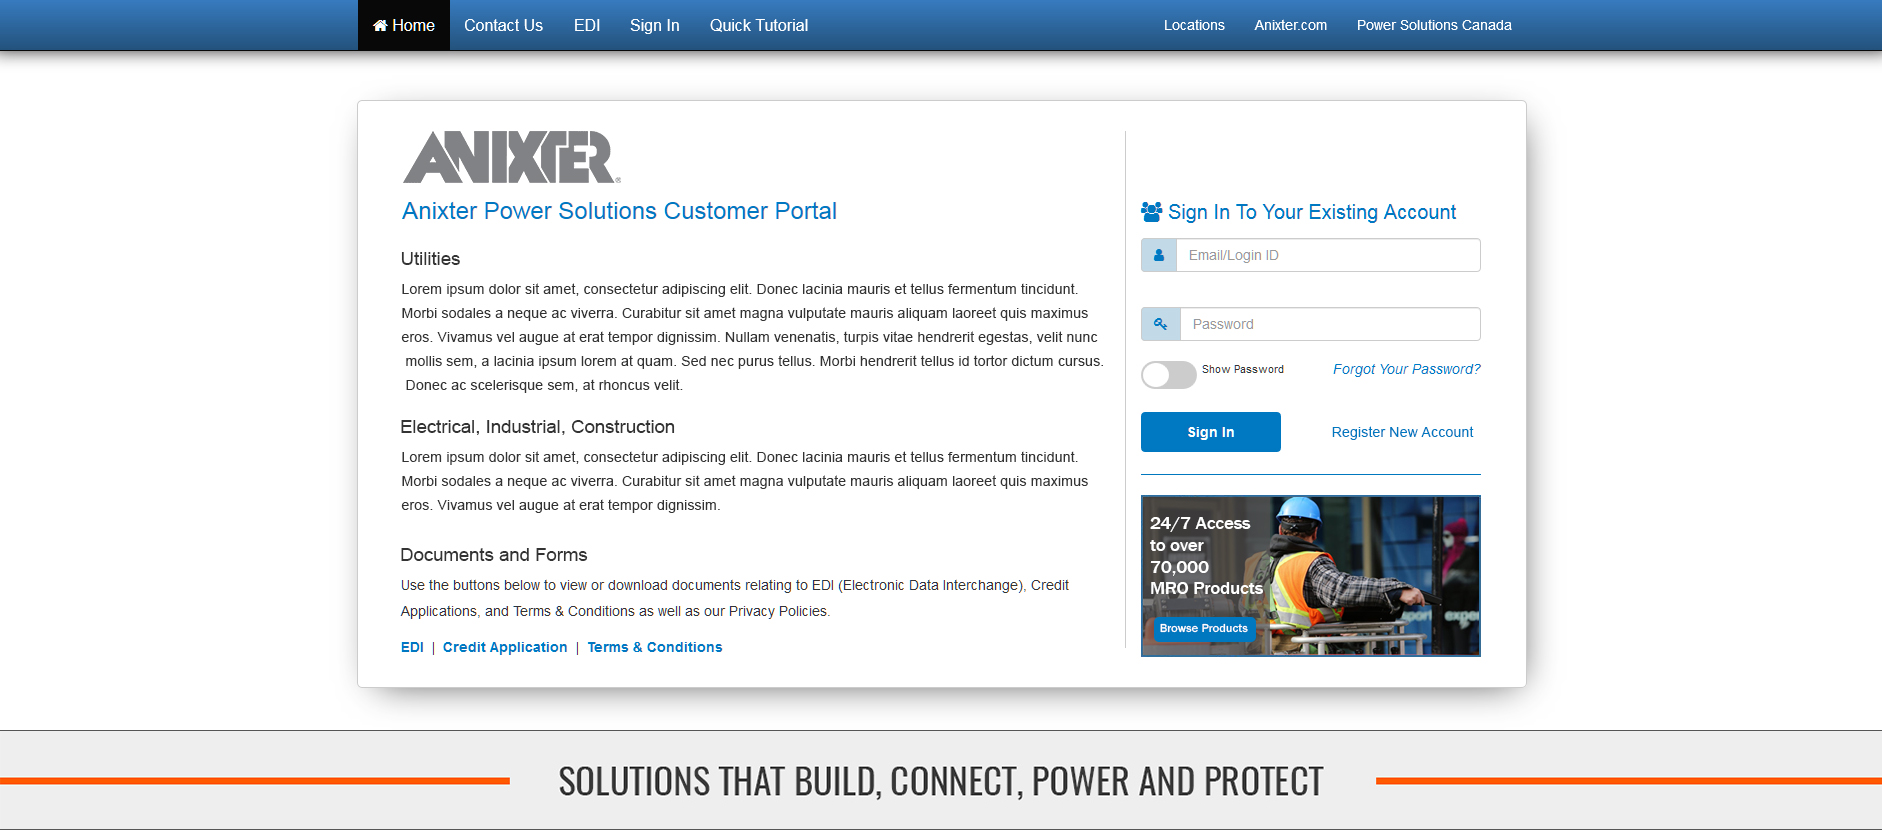 Home Contact Us EDI Sign In Quick Tutorial Locations Anixter.com Power Solutions Canada
ANIXTER®
Anixter Power Solutions Customer Portal
Utilities
Lorem ipsum dolor sit amet, consectetur adipiscing elit. Donec lacinia mauris et tellus fermentum tincidunt.
Morbi sodales a neque ac viverra. Curabitur sit amet magna vulputate mauris aliquam laoreet quis maximus
eros. Vivamus vel augue at erat tempor dignissim. Nullam venenatis, turpis vitae hendrerit egestas, velit nunc
mollis sem, a lacinia ipsum lorem at quam. Sed nec purus tellus. Morbi hendrerit tellus id tortor dictum cursus.
Donec ac scelerisque sem, at rhoncus velit.
Electrical, Industrial, Construction
Lorem ipsum dolor sit amet, consectetur adipiscing elit. Donec lacinia mauris et tellus fermentum tincidunt.
Morbi sodales a neque ac viverra. Curabitur sit amet magna vulputate mauris aliquam laoreet quis maximus
eros. Vivamus vel augue at erat tempor dignissim.
Documents and Forms
Use the buttons below to view or download documents relating to EDI (Electronic Data Interchange), Credit
Applications, and Terms & Conditions as well as our Privacy Policies.
EDI | Credit Application | Terms & Conditions
Sign In To Your Existing Account
Email/Login ID
Password
Show Password Forgot Your Password?
Sign In Register New Account
24/7 Access
to over
70,000
MRO Products
Browse Products
SOLUTIONS THAT BUILD, CONNECT, POWER AND PROTECT